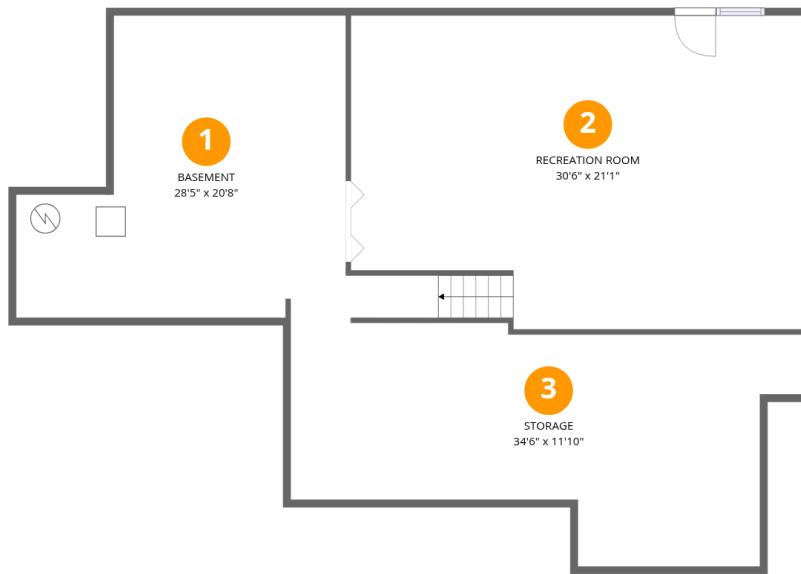 1
BASEMENT
28'5" x 20'8"
2
RECREATION ROOM
30'6" x 21'1"
3
STORAGE
34'6" x 11'10"